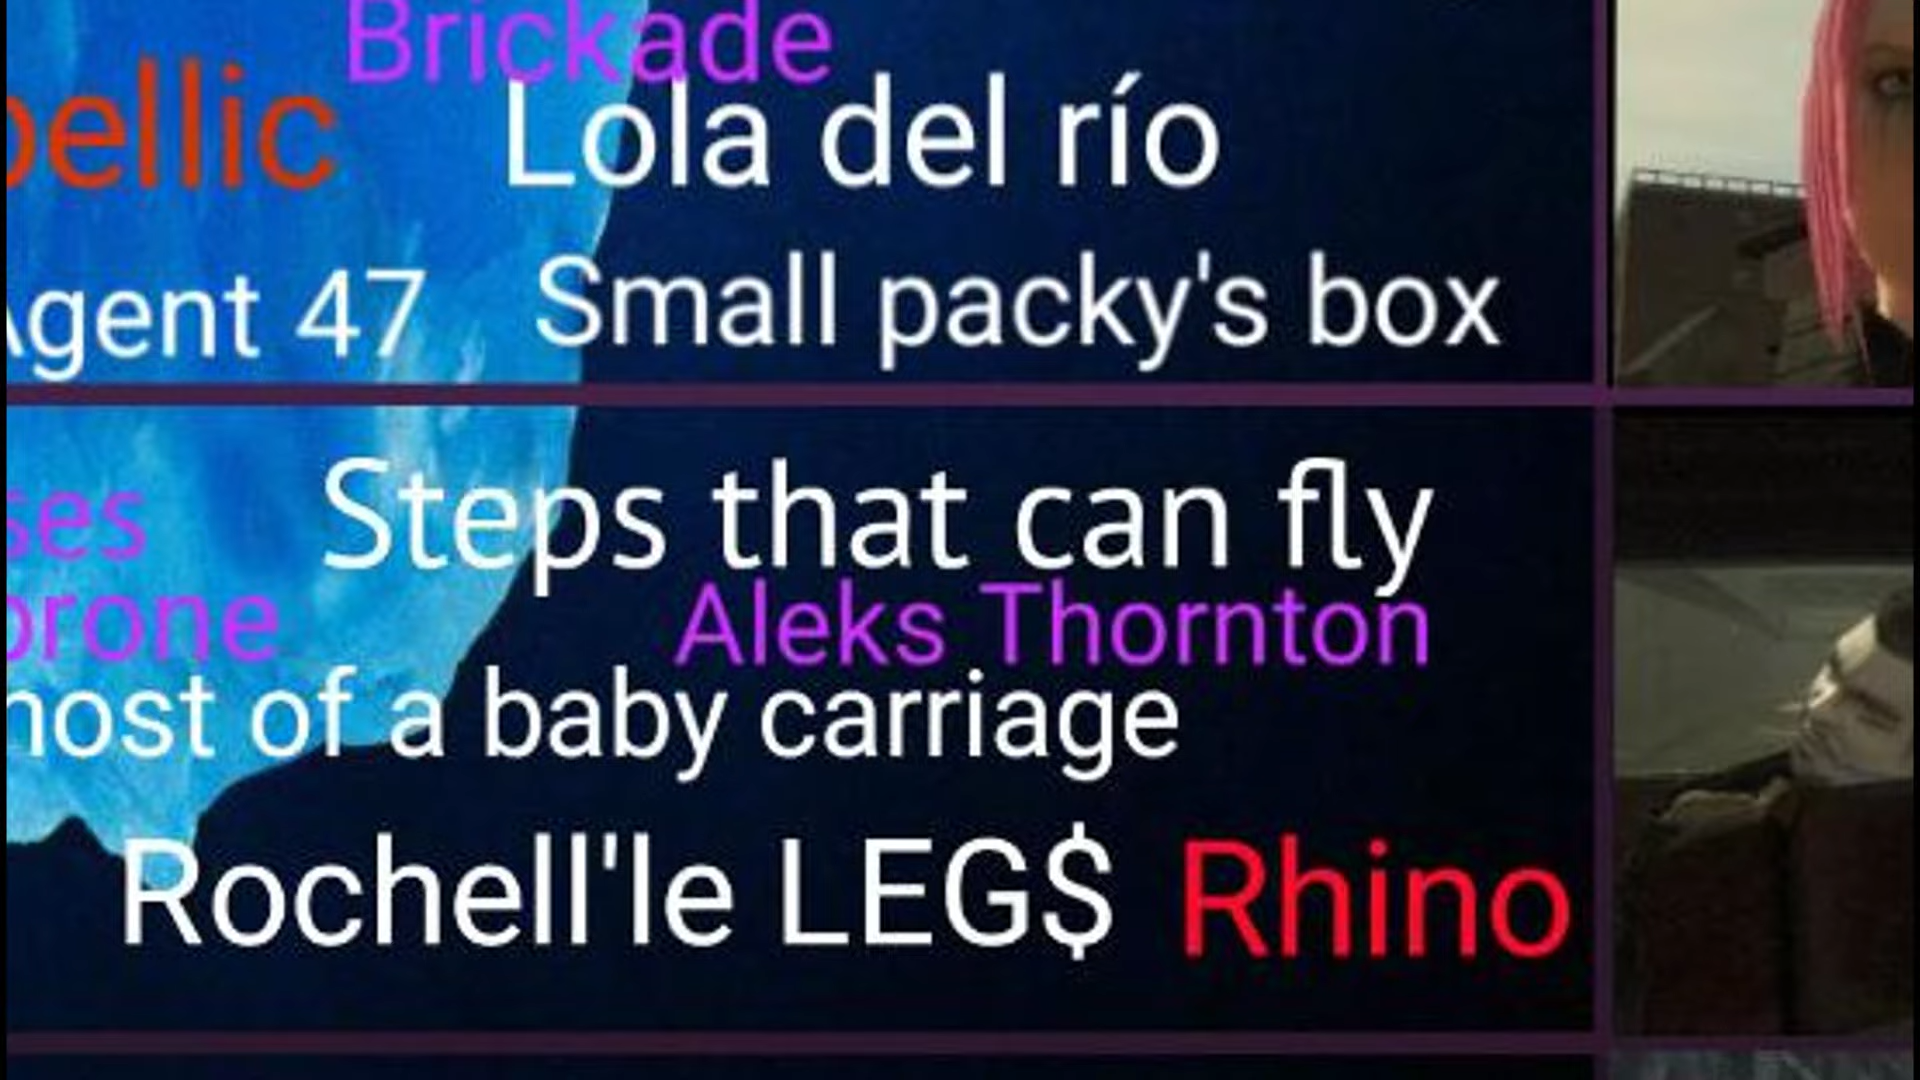 Brickade
bellic
Lola del río
Agent 47
Small packy's box
Steps that can fly
Aleks Thornton
of a baby carriage
Rochell'le LEG$
Rhino